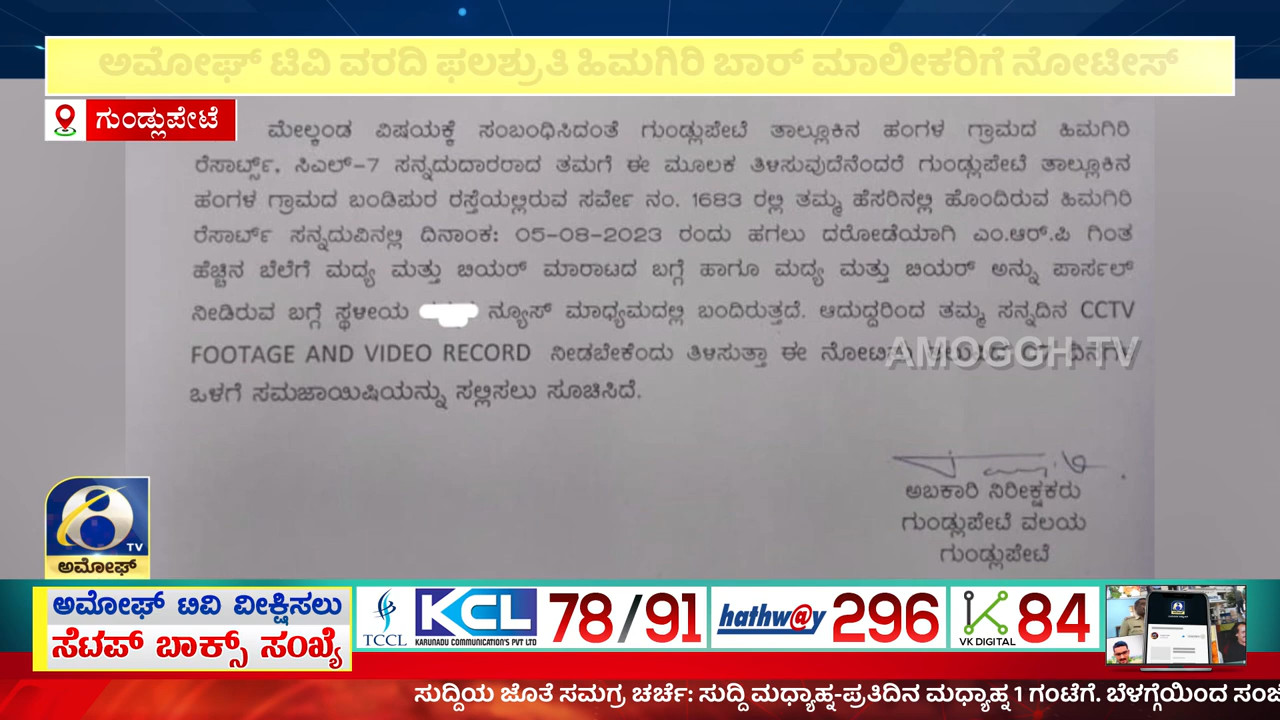 ಅಮೋಘ್ ಟಿವಿ ವರದಿ ಫಲಶ್ರುತಿ ಹಿಮಗಿರಿ ಬಾರ್ ಮಾಲೀಕರಿಗೆ ನೋಟೀಸ್
ಗುಂಡ್ಲುಪೇಟೆ
ಮೇಲ್ಕಂಡ ವಿಷಯಕ್ಕೆ ಸಂಬಂಧಿಸಿದಂತೆ ಗುಂಡ್ಲುಪೇಟೆ ತಾಲ್ಲೂಕಿನ ಹಂಗಳ ಗ್ರಾಮದ ಹಿಮಗಿರಿ
ರೆಸಾರ್ಟ್ಸ್, ಸಿಎಲ್-7 ಸನ್ನದುದಾರರಾದ ತಮಗೆ ಈ ಮೂಲಕ ತಿಳಿಸುವುದೆನೆಂದರೆ ಗುಂಡ್ಲುಪೇಟೆ ತಾಲ್ಲೂಕಿನ
ಹಂಗಳ ಗ್ರಾಮದ ಬಂಡಿಪುರ ರಸ್ತೆಯಲ್ಲಿರುವ ಸರ್ವೇ ನಂ. 1683 ರಲ್ಲಿ ತಮ್ಮ ಹೆಸರಿನಲ್ಲಿ ಹೊಂದಿರುವ ಹಿಮಗಿರಿ
ರೆಸಾರ್ಟ್ ಸನ್ನದುವಿನಲ್ಲಿ ದಿನಾಂಕ: 05-08-2023 ರಂದು ಹಗಲು ದರೋಡೆಯಾಗಿ ಎಂ.ಆರ್.ಪಿ ಗಿಂತ
ಹೆಚ್ಚಿನ ಬೆಲೆಗೆ ಮದ್ಯ ಮತ್ತು ಬಿಯರ್ ಮಾರಾಟದ ಬಗ್ಗೆ ಹಾಗೂ ಮದ್ಯ ಮತ್ತು ಬಿಯರ್ ಅನ್ನು ಪಾರ್ಸಲ್
ನೀಡಿರುವ ಬಗ್ಗೆ ಸ್ಥಳೀಯ ನ್ಯೂಸ್ ಮಾಧ್ಯಮದಲ್ಲಿ ಬಂದಿರುತ್ತದೆ. ಆದುದ್ದರಿಂದ ತಮ್ಮ ಸನ್ನದಿನ CCTV
FOOTAGE AND VIDEO RECORD ನೀಡಬೇಕೆಂದು ತಿಳಿಸುತ್ತಾ ಈ 07
AMOGGH TV
ಒಳಗೆ ಸಮಜಾಯಿಷಿಯನ್ನು ಸಲ್ಲಿಸಲು ಸೂಚಿಸಿದೆ.
ಅಬಕಾರಿ ನಿರೀಕ್ಷಕರು
ಗುಂಡ್ಲುಪೇಟೆ ವಲಯ
ಗುಂಡ್ಲುಪೇಟೆ
TV
ಅಮೋಘ್
ಅಮೋಘ್ ಟಿವಿ ವೀಕ್ಷಿಸಲು
ಸೆಟಪ್ ಬಾಕ್ಸ್ ಸಂಖ್ಯೆ
TCCL
KCL
KARUNADU COMMUNICATION'S PVT LTD
78/91
hathw@y
296
VK DIGITAL
84
ಸುದ್ದಿಯ ಜೊತೆ ಸಮಗ್ರ ಚರ್ಚೆ: ಸುದ್ದಿ ಮಧ್ಯಾಹ್ನ-ಪ್ರತಿದಿನ ಮಧ್ಯಾಹ್ನ 1 ಗಂಟೆಗೆ. ಬೆಳಗ್ಗೆಯಿಂದ